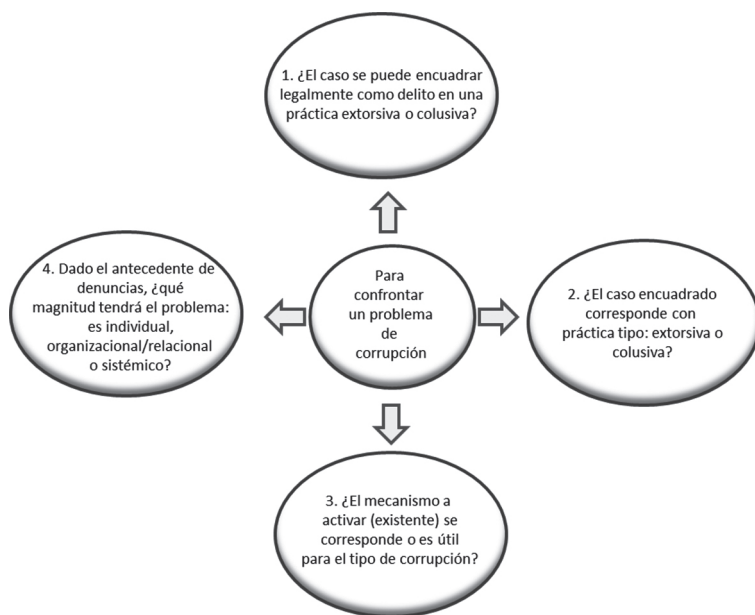 1. ¿El caso se puede encuadrar
legalmente como delito en una
práctica extorsiva o colusiva?
4. Dado el antecedente de
denuncias, ¿qué
magnitud tendrá el problema:
es individual,
organizacional/relacional
o sistémico?
Para
confrontar
un problema
de
corrupción
2. ¿El caso encuadrado
corresponde con
práctica tipo: extorsiva o
colusiva?
3. ¿El mecanismo a
activar (existente) se
corresponde o es útil
para el tipo de corrupción?